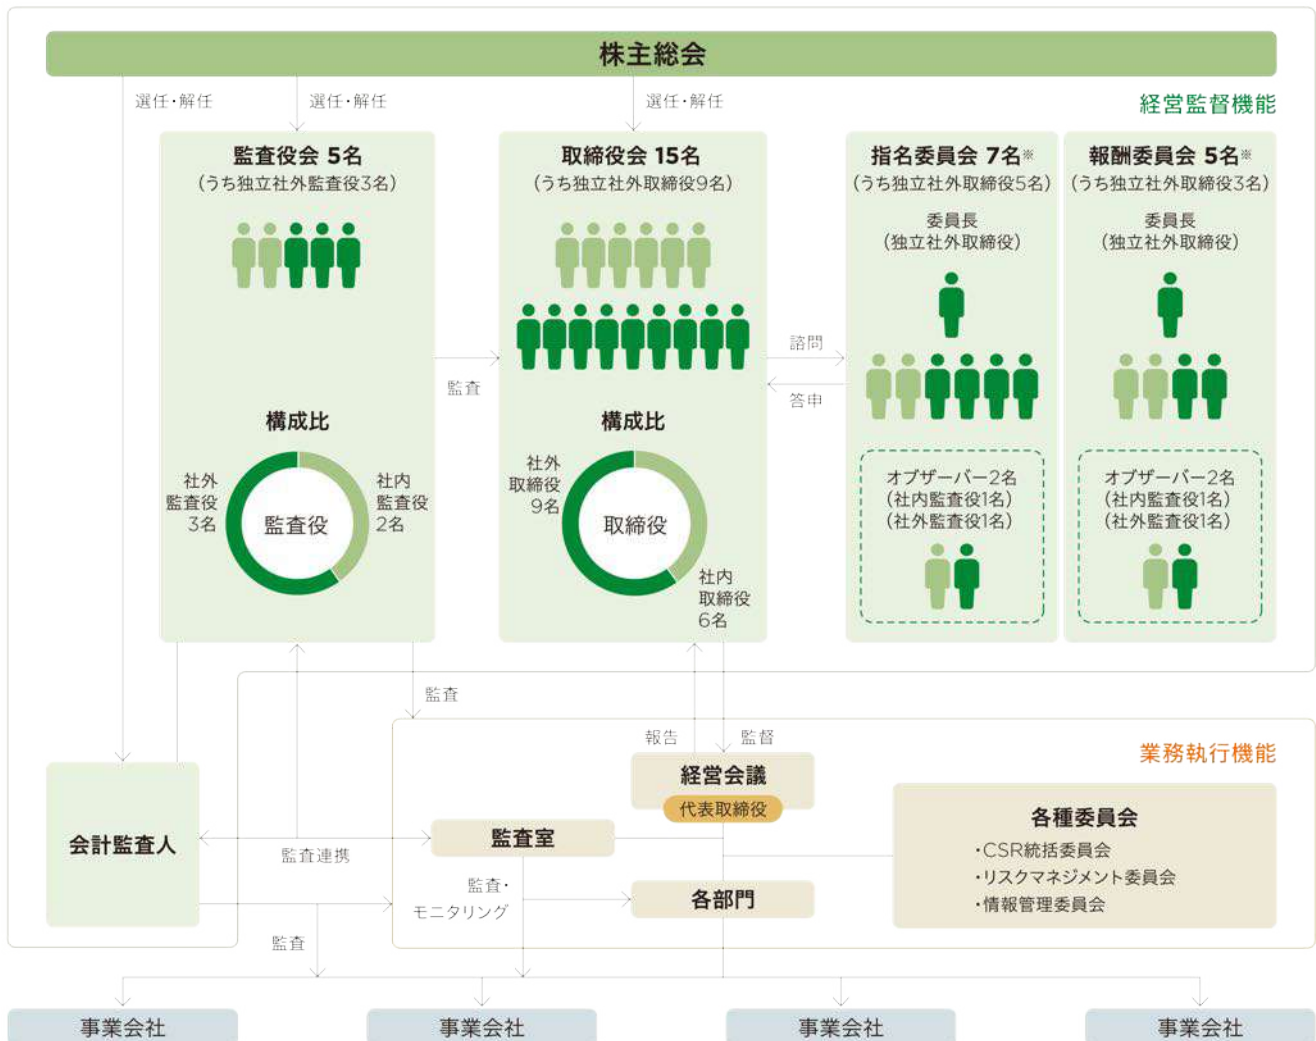 株主総会
選任・解任
選任・解任
選任・解任
経営監督機能
監査役会 5名
(うち独立社外監査役3名)
取締役会 15名
(うち独立社外取締役9名)
指名委員会 7名※
(うち独立社外取締役5名)
委員長
(独立社外取締役)
報酬委員会 5名※
(うち独立社外取締役3名)
委員長
(独立社外取締役)
監査
諮問
答申
構成比
社外
監査役
3名
監査役
社内
監査役
2名
構成比
社外
取締役
9名
取締役
社内
取締役
6名
オブザーバー2名
(社内監査役1名)
(社外監査役1名)
オブザーバー2名
(社内監査役1名)
(社外監査役1名)
監査
報告
監督
業務執行機能
会計監査人
監査連携
監査室
経営会議
代表取締役
各種委員会
・CSR統括委員会
・リスクマネジメント委員会
・情報管理委員会
監査・
モニタリング
各部門
監査
事業会社
事業会社
事業会社
事業会社